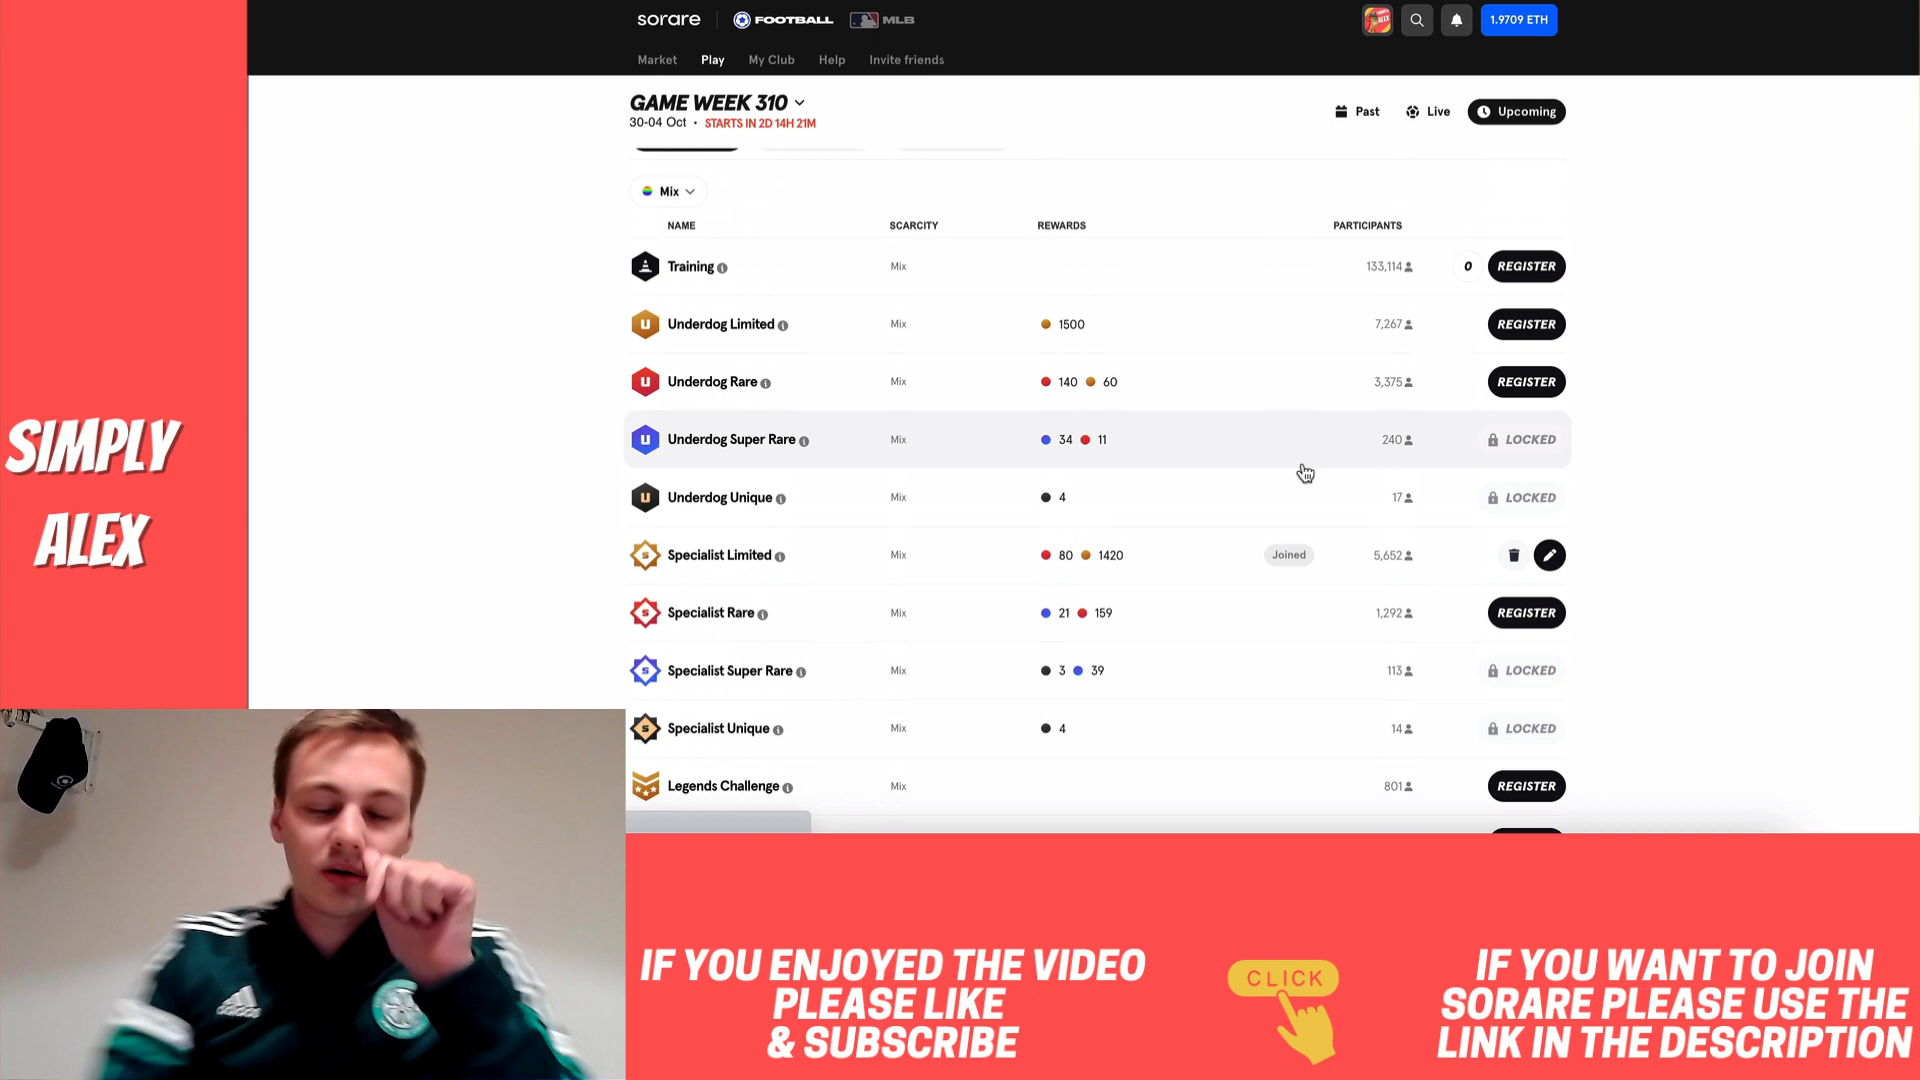 sorare FOOTBALL MLB 1.9709 ETH
Market Play My Club Help Invite friends
GAME WEEK 310
30-04 Oct • STARTS IN 2D 14H 21M
Past Live Upcoming
Mix
NAME SCARCITY REWARDS PARTICIPANTS
Training Mix 133,114 0 REGISTER
U Underdog Limited Mix 1500 7,267 REGISTER
U Underdog Rare Mix 140 60 3,375 REGISTER
U Underdog Super Rare Mix 34 11 240 LOCKED
U Underdog Unique Mix 4 17 LOCKED
S Specialist Limited Mix 80 1420 Joined 5,652
S Specialist Rare Mix 21 159 1,292 REGISTER
S Specialist Super Rare Mix 3 39 113 LOCKED
S Specialist Unique Mix 4 14 LOCKED
Legends Challenge Mix 801 REGISTER
SIMPLY
ALEX
IF YOU ENJOYED THE VIDEO
PLEASE LIKE
& SUBSCRIBE
CLICK
IF YOU WANT TO JOIN
SORARE PLEASE USE THE
LINK IN THE DESCRIPTION